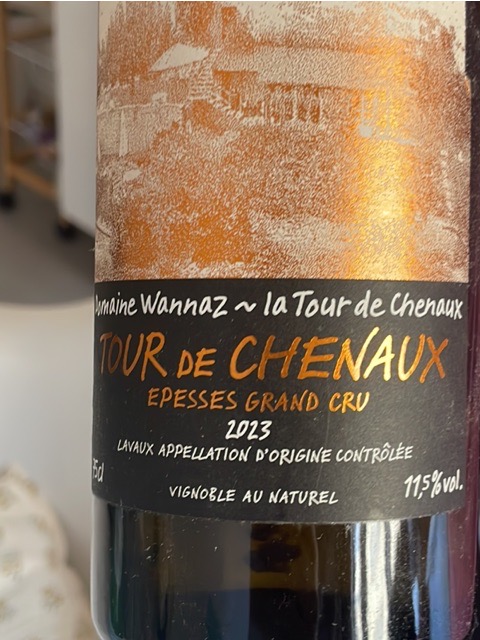 Domaine Wannaz ~ la Tour de Chenaux
TOUR DE CHENAUX
EPESSES GRAND CRU
2023
LAVAUX APPELLATION D'ORIGINE CONTRÔLÉE
75cl
VIGNOBLE AU NATUREL
11,5%vol.